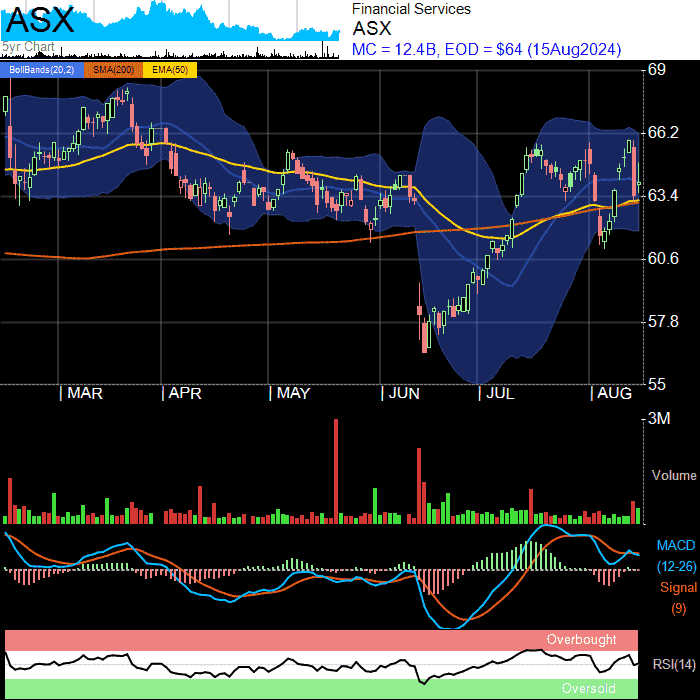 ASX
5yr Chart
Financial Services
ASX
MC = 12.4B, EOD = $64 (15Aug2024)
BollBands(20,2) SMA(200) EMA(50)
69
66.2
63.4
60.6
57.8
55
MAR APR MAY JUN JUL AUG
3M
Volume
MACD
(12-26)
Signal
(9)
Overbought
RSI(14)
Oversold